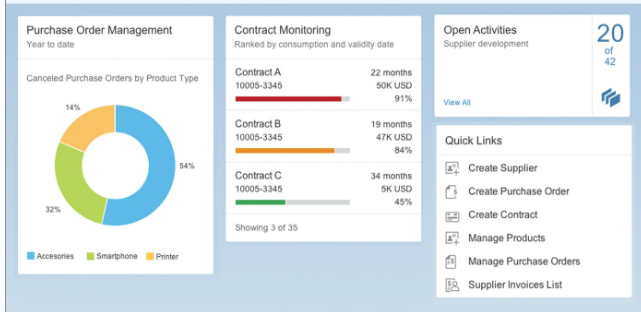 Purchase Order Management
Year to date
Canceled Purchase Orders by Product Type
14%
54%
32%
Accesories Smartphone Printer
Contract Monitoring
Ranked by consumption and validity date
Contract A 22 months
10005-3345 50K USD
91%
Contract B 19 months
10005-3345 47K USD
84%
Contract C 34 months
10005-3345 5K USD
45%
Showing 3 of 35
Open Activities
Supplier development
20
of
42
View All
Quick Links
Create Supplier
Create Purchase Order
Create Contract
Manage Products
Manage Purchase Orders
Supplier Invoices List